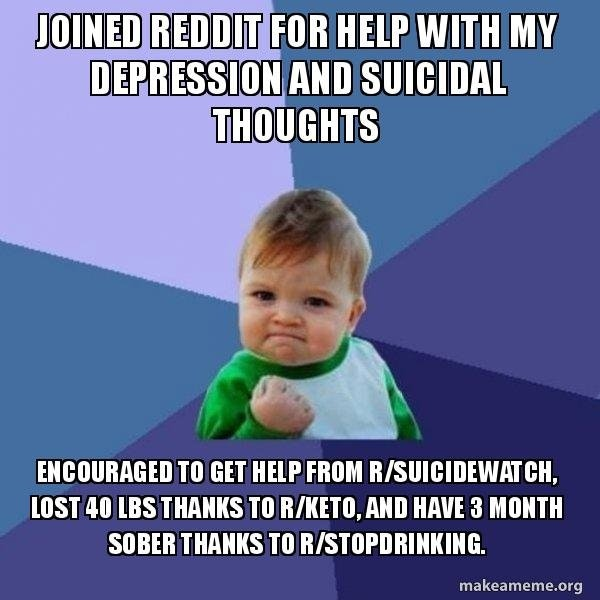 JOINED REDDIT FOR HELP WITH MY
DEPRESSION AND SUICIDAL
THOUGHTS
ENCOURAGED TO GET HELP FROM R/SUICIDEWATCH,
LOST 40 LBS THANKS TO R/KETO, AND HAVE 3 MONTH
SOBER THANKS TO R/STOPDRINKING.
makeameme.org